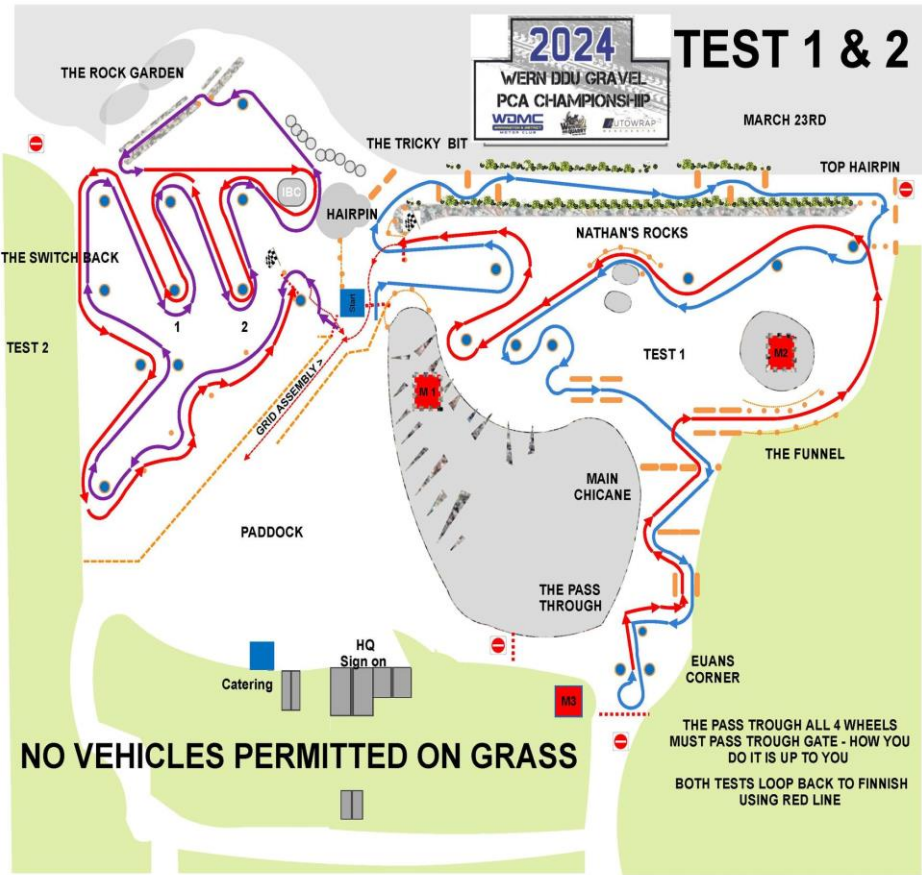 TEST 1 & 2
2024
WERN DDU GRAVEL
PCA CHAMPIONSHIP
WDMC
MARCH 23RD
THE ROCK GARDEN
THE TRICKY BIT
TOP HAIRPIN
IBC
HAIRPIN
NATHAN'S ROCKS
THE SWITCH BACK
Start
1
2
TEST 2
TEST 1
M2
GRID ASSEMBLY >
M 1
THE FUNNEL
MAIN
CHICANE
PADDOCK
THE PASS
THROUGH
HQ
Sign on
Catering
EUANS
CORNER
M3
NO VEHICLES PERMITTED ON GRASS
THE PASS TROUGH ALL 4 WHEELS
MUST PASS TROUGH GATE - HOW YOU
DO IT IS UP TO YOU
BOTH TESTS LOOP BACK TO FINNISH
USING RED LINE